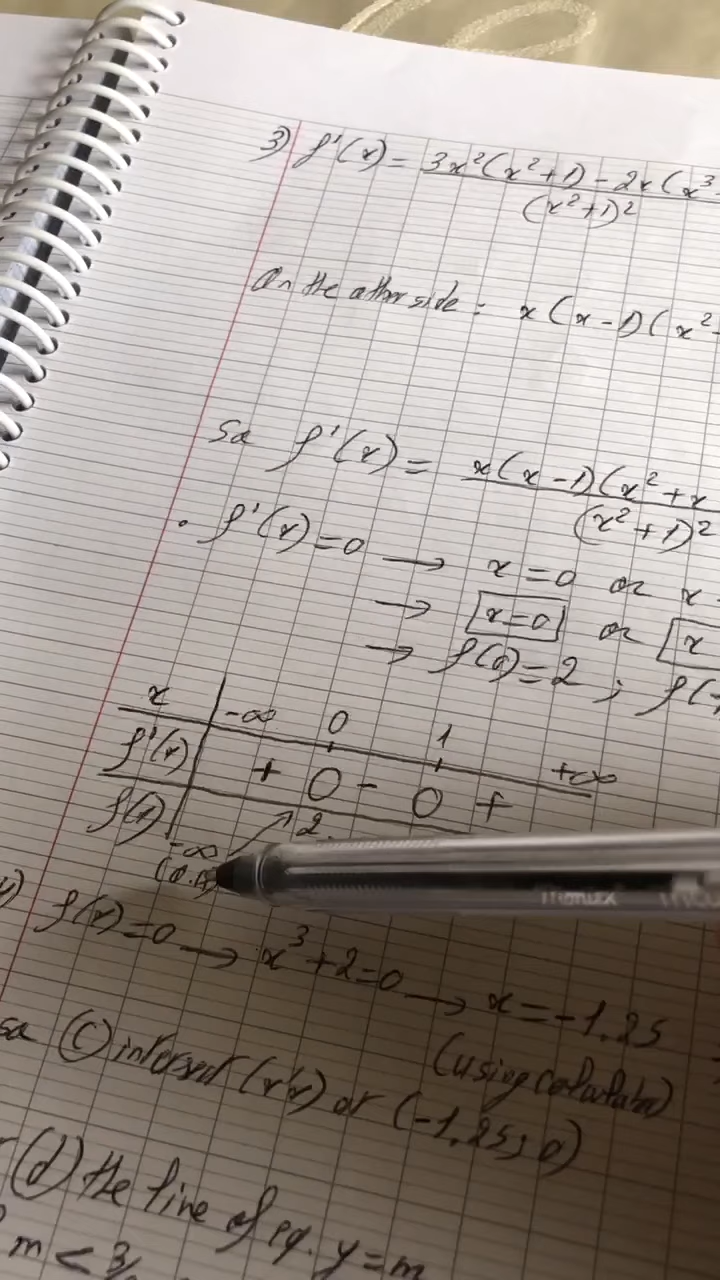 3) f'(x) = 3x²(x²+1) - 2x(x³
(x²+1)²
On the other side : x(x-1)(x²
So f'(x) = x(x-1)(x²+x
(x²+1)²
. f'(x)=0 → x=0 or x
→ x=0 or x
→ f(0)=2 ; f(
x -∞ 0 1 +∞
f'(x) + 0 - 0 +
f(x) -∞ 2
f(x)=0 → x³+2=0 → x=-1.25
(using calculator)
so (C) intersect (x'x) at (-1.25; 0)
(d) the line of eq. y=m
m < 3/